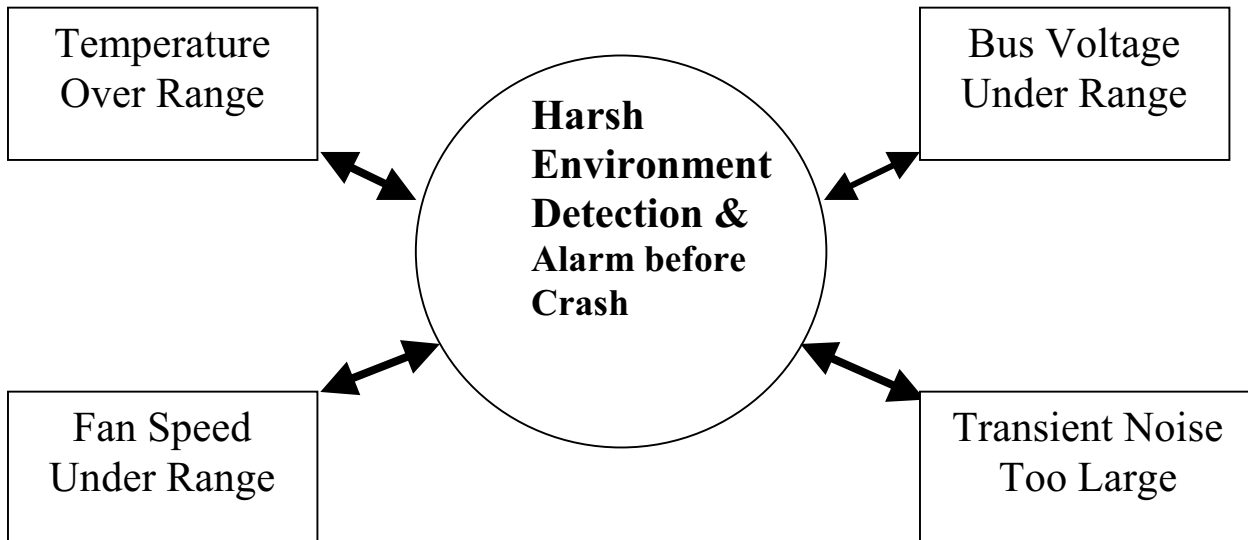 Temperature
Over Range
Bus Voltage
Under Range
Harsh
Environment
Detection &
Alarm before
Crash
Fan Speed
Under Range
Transient Noise
Too Large